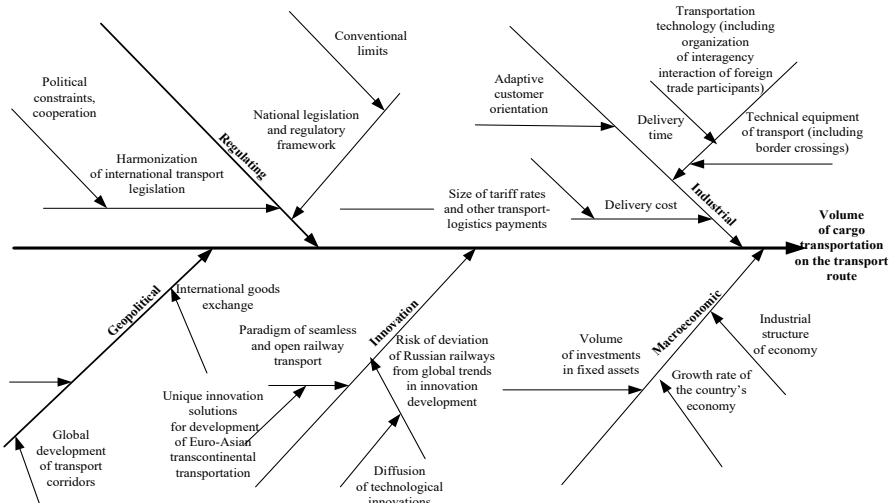 Transportation
technology (including
organization
of interagency
interaction of foreign
trade participants)
Conventional
limits
Political
constraints,
cooperation
Adaptive
customer
orientation
National legislation
and regulatory
framework
Delivery
time
Technical equipment
of transport (including
border crossings)
Regulating
Harmonization
of international transport
legislation
Size of tariff rates
and other transport-
logistics payments
Delivery cost
Industrial
Volume
of cargo
transportation
on the transport
route
International goods
exchange
Geopolitical
Paradigm of seamless
and open railway
transport
Innovation
Risk of deviation
of Russian railways
from global trends
in innovation
development
Volume
of investments
in fixed assets
Macroeconomic
Industrial
structure
of economy
Growth rate of
the country’s
economy
Unique innovation
solutions
for development
of Euro-Asian
transcontinental
transportation
Global
development
of transport
corridors
Diffusion
of technological
innovations